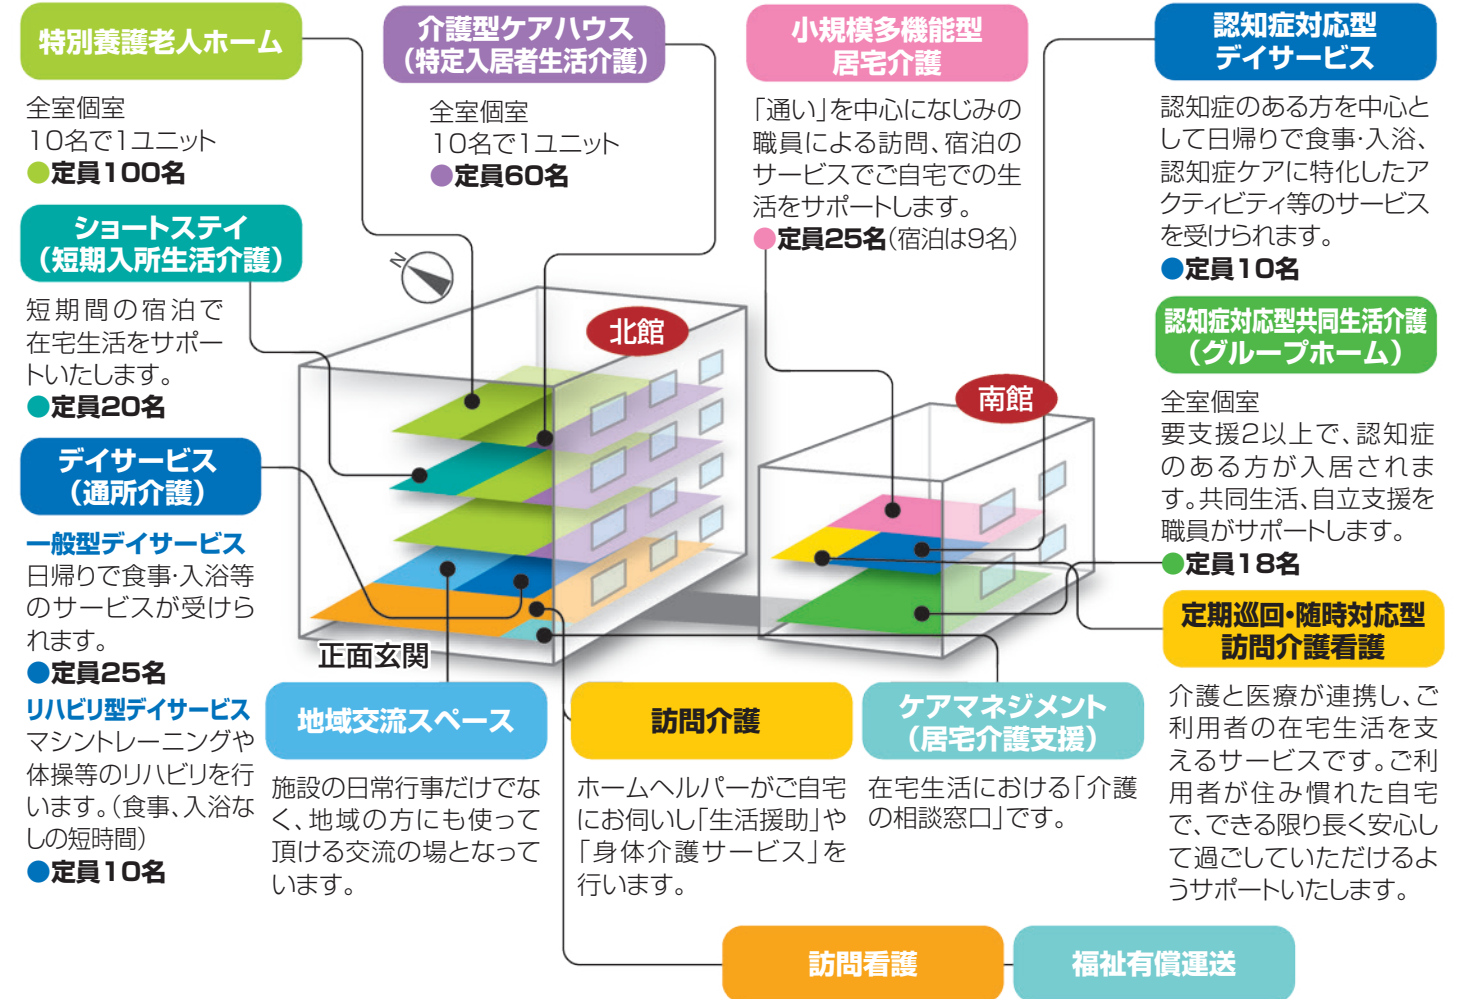 特別養護老人ホーム
全室個室
10名で1ユニット
●定員100名
介護型ケアハウス
（特定入居者生活介護）
全室個室
10名で1ユニット
●定員60名
小規模多機能型
居宅介護
「通い」を中心になじみの
職員による訪問、宿泊の
サービスでご自宅での生
活をサポートします。
●定員25名（宿泊は9名）
認知症対応型
デイサービス
認知症のある方を中心と
して日帰りで食事・入浴、
認知症ケアに特化したア
クティビティ等のサービス
を受けられます。
●定員10名
ショートステイ
（短期入所生活介護）
短期間の宿泊で
在宅生活をサポー
トいたします。
●定員20名
N
北館
南館
正面玄関
認知症対応型共同生活介護
（グループホーム）
全室個室
要支援2以上で、認知症
のある方が入居されま
す。共同生活、自立支援を
職員がサポートします。
●定員18名
デイサービス
（通所介護）
一般型デイサービス
日帰りで食事・入浴等
のサービスが受けら
れます。
●定員25名
リハビリ型デイサービス
マシントレーニングや
体操等のリハビリを行
います。（食事、入浴な
しの短時間）
●定員10名
地域交流スペース
施設の日常行事だけでな
く、地域の方にも使って
頂ける交流の場となって
います。
訪問介護
ホームヘルパーがご自宅
にお伺いし「生活援助」や
「身体介護サービス」を
行います。
ケアマネジメント
（居宅介護支援）
在宅生活における「介護
の相談窓口」です。
定期巡回・随時対応型
訪問介護看護
介護と医療が連携し、ご
利用者の在宅生活を支
えるサービスです。ご利
用者が住み慣れた自宅
で、できる限り長く安心し
て過ごしていただけるよ
うサポートいたします。
訪問看護
福祉有償運送